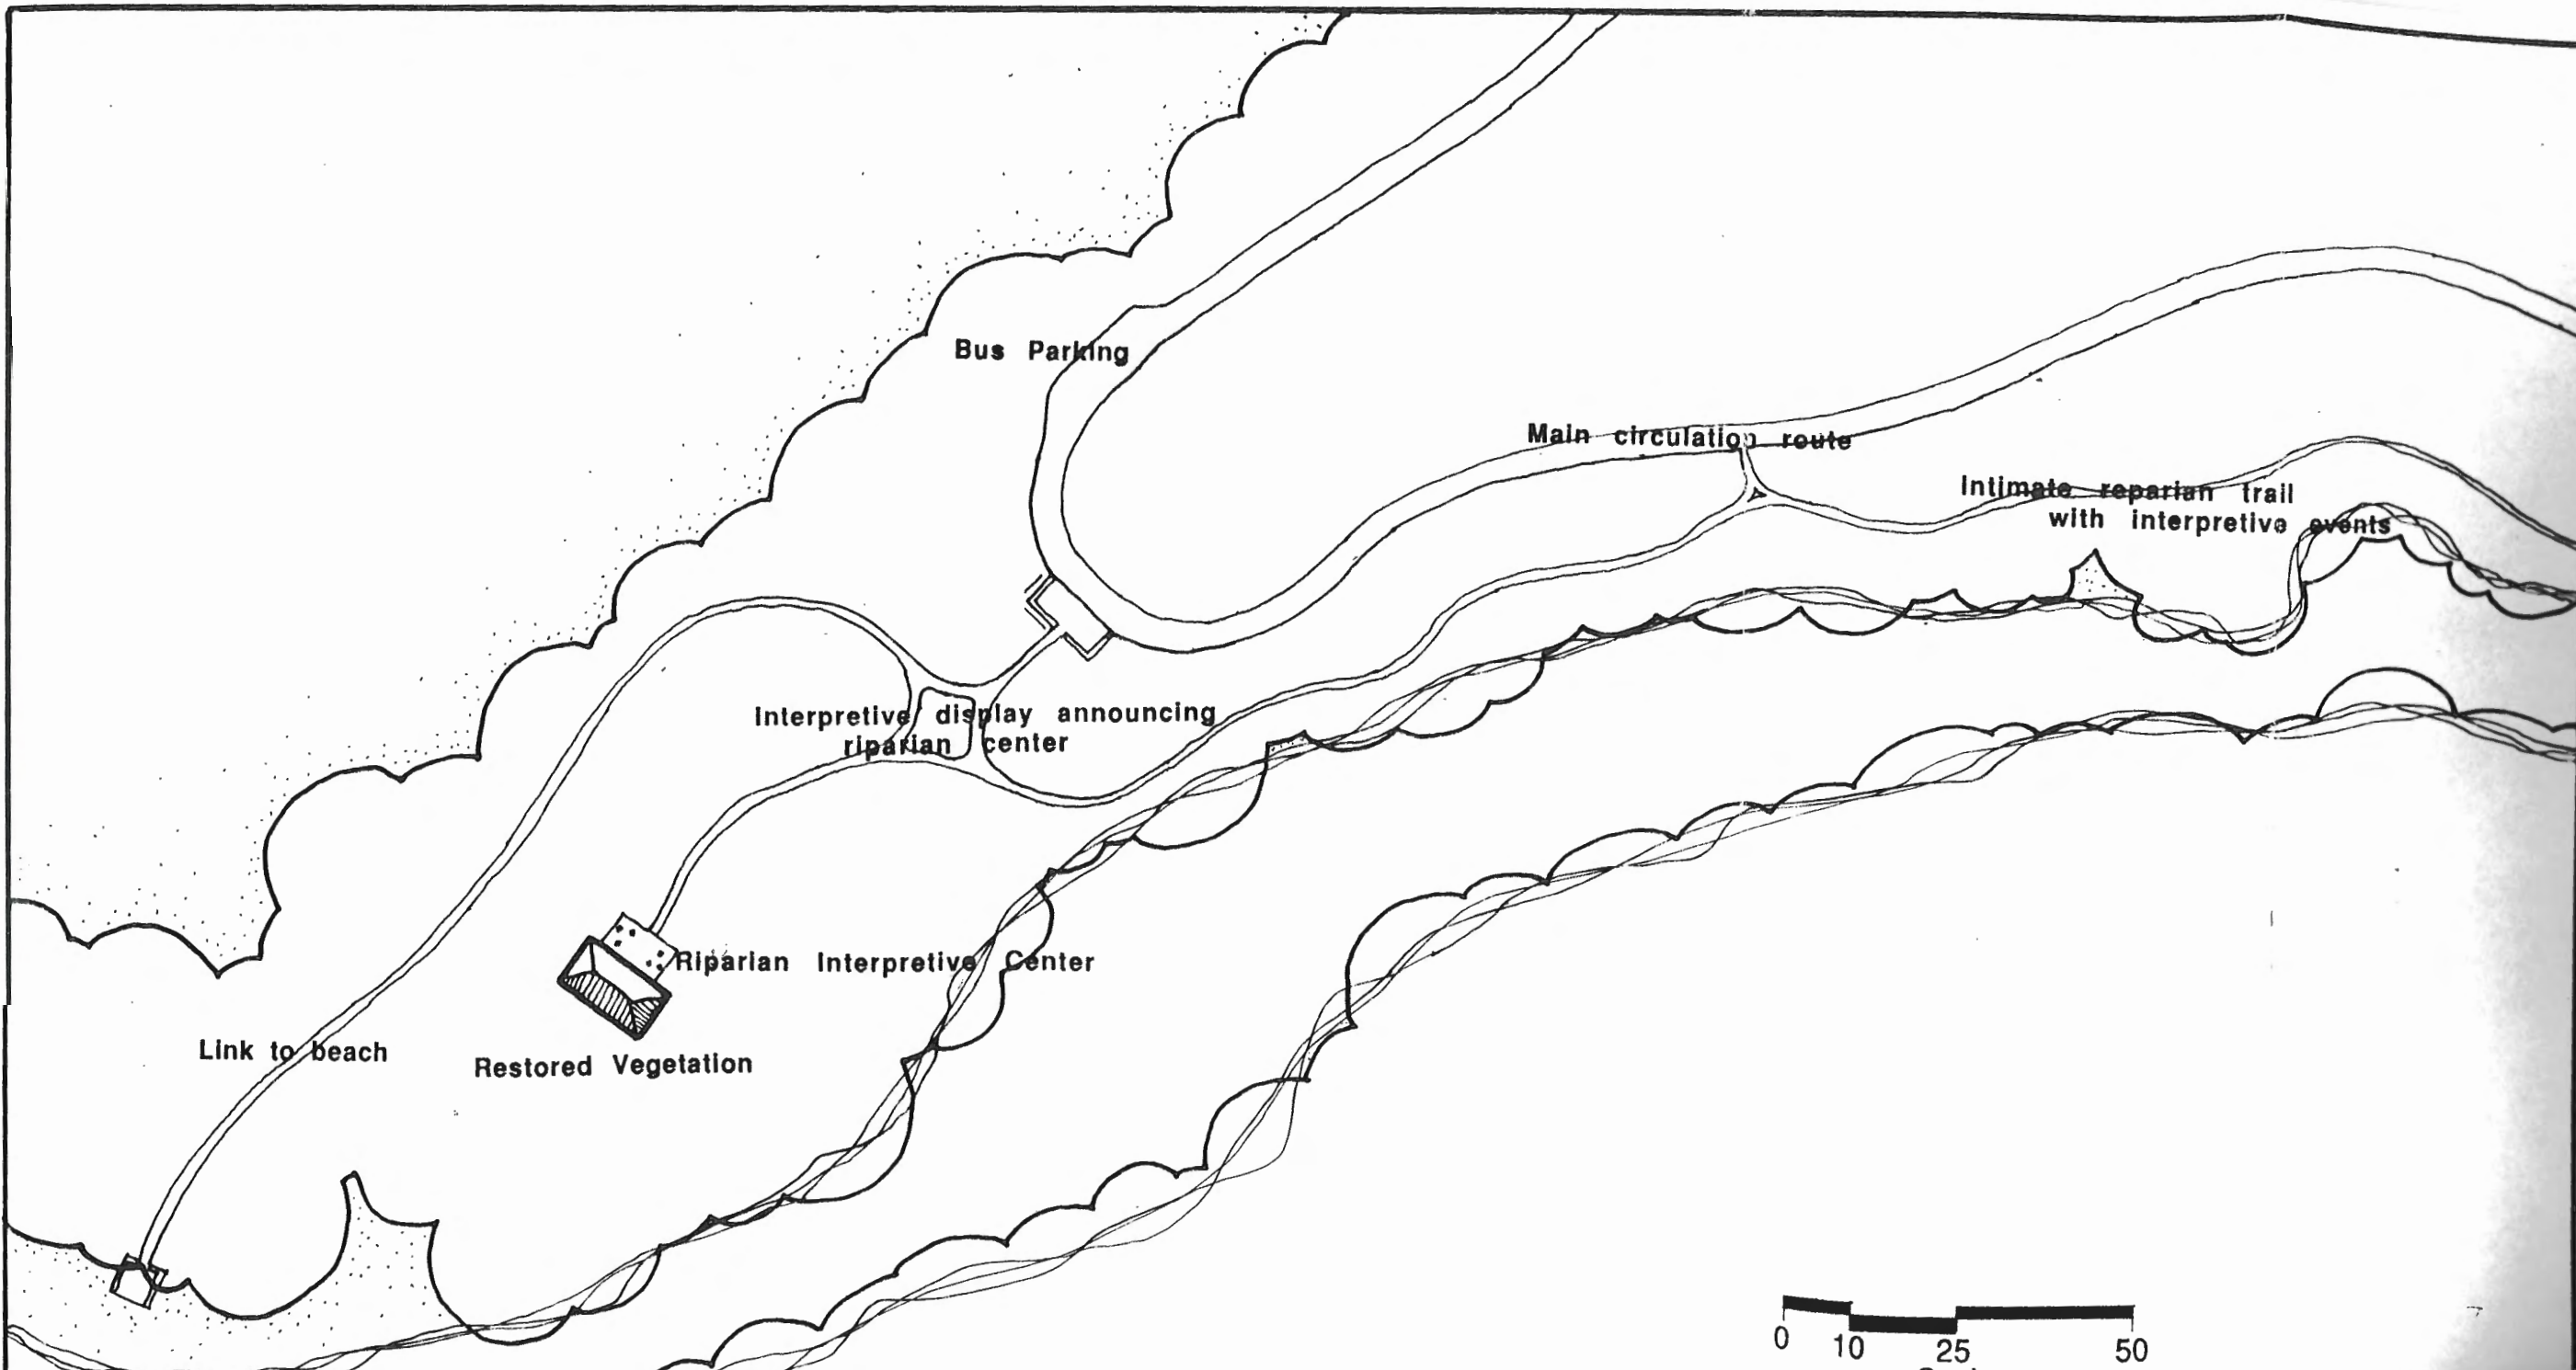 Bus Parking
Main circulation route
Intimate reparian trail
with interpretive events
Interpretive display announcing
riparian center
Riparian Interpretive Center
Link to beach
Restored Vegetation
0 10 25 50